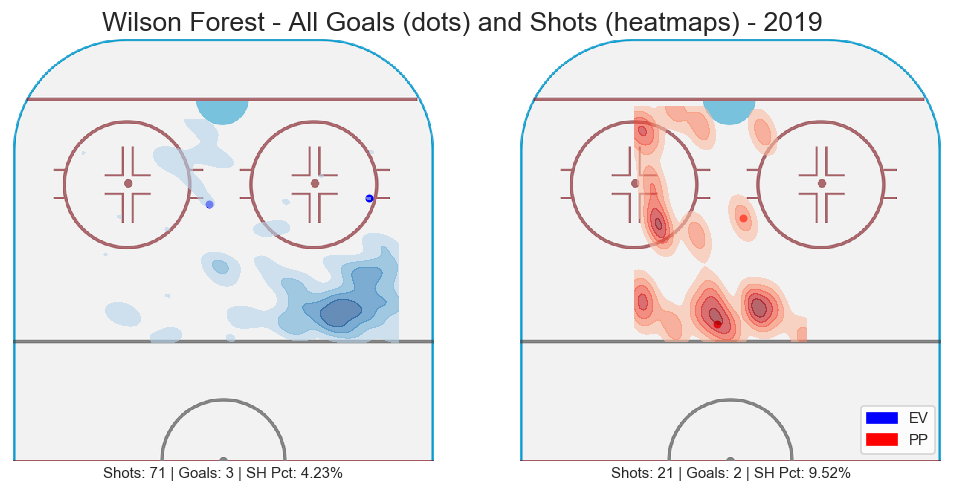 Wilson Forest - All Goals (dots) and Shots (heatmaps) - 2019
EV
PP
Shots: 71 | Goals: 3 | SH Pct: 4.23%
Shots: 21 | Goals: 2 | SH Pct: 9.52%